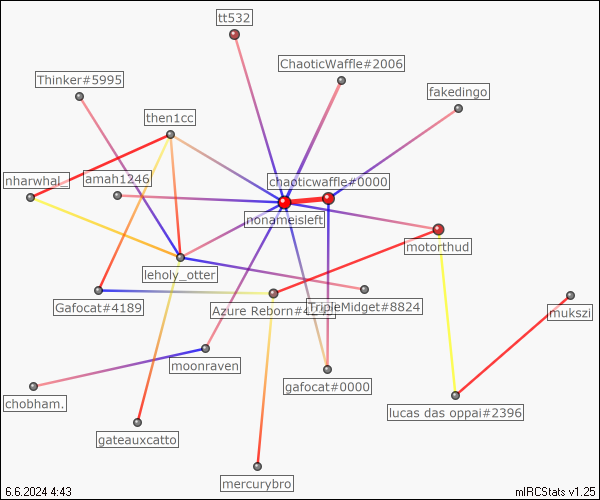 tt532
ChaoticWaffle#2006
Thinker#5995
fakedingo
then1cc
nharwhal_
amah1246
chaoticwaffle#0000
nonameisleft
motorthud
leholy_otter
Gafocat#4189
Azure Reborn
TripleMidget#8824
mukszi
moonraven
gafocat#0000
chobham.
lucas das oppai#2396
gateauxcatto
mercurybro
6.6.2024 4:43
mIRCStats v1.25